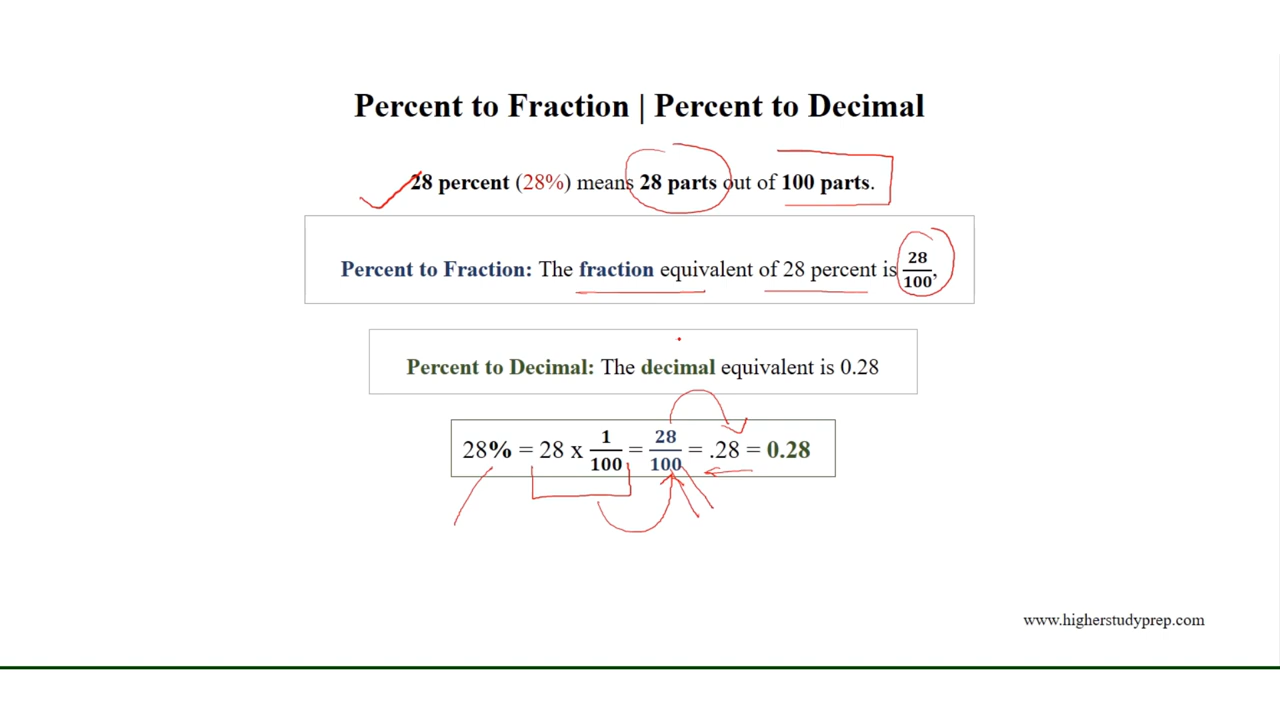 Percent to Fraction | Percent to Decimal
28 percent (28%) means 28 parts out of 100 parts.
Percent to Fraction: The fraction equivalent of 28 percent is 28/100,
Percent to Decimal: The decimal equivalent is 0.28
28% = 28 x 1/100 = 28/100 = .28 = 0.28
www.higherstudyprep.com